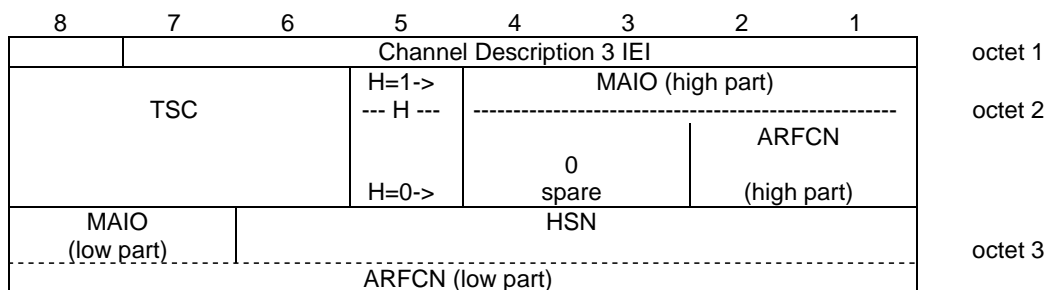 8 7 6 5 4 3 2 1
Channel Description 3 IEI octet 1
H=1-> MAIO (high part)
TSC --- H --- ---------------------------------------------------- octet 2
ARFCN
0
H=0-> spare (high part)
MAIO HSN
(low part) octet 3
ARFCN (low part)